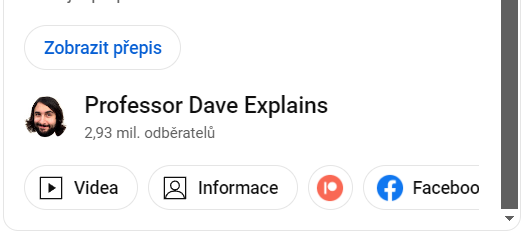 Zobrazit přepis
Professor Dave Explains
2,93 mil. odběratelů
Videa
Informace
Faceboo